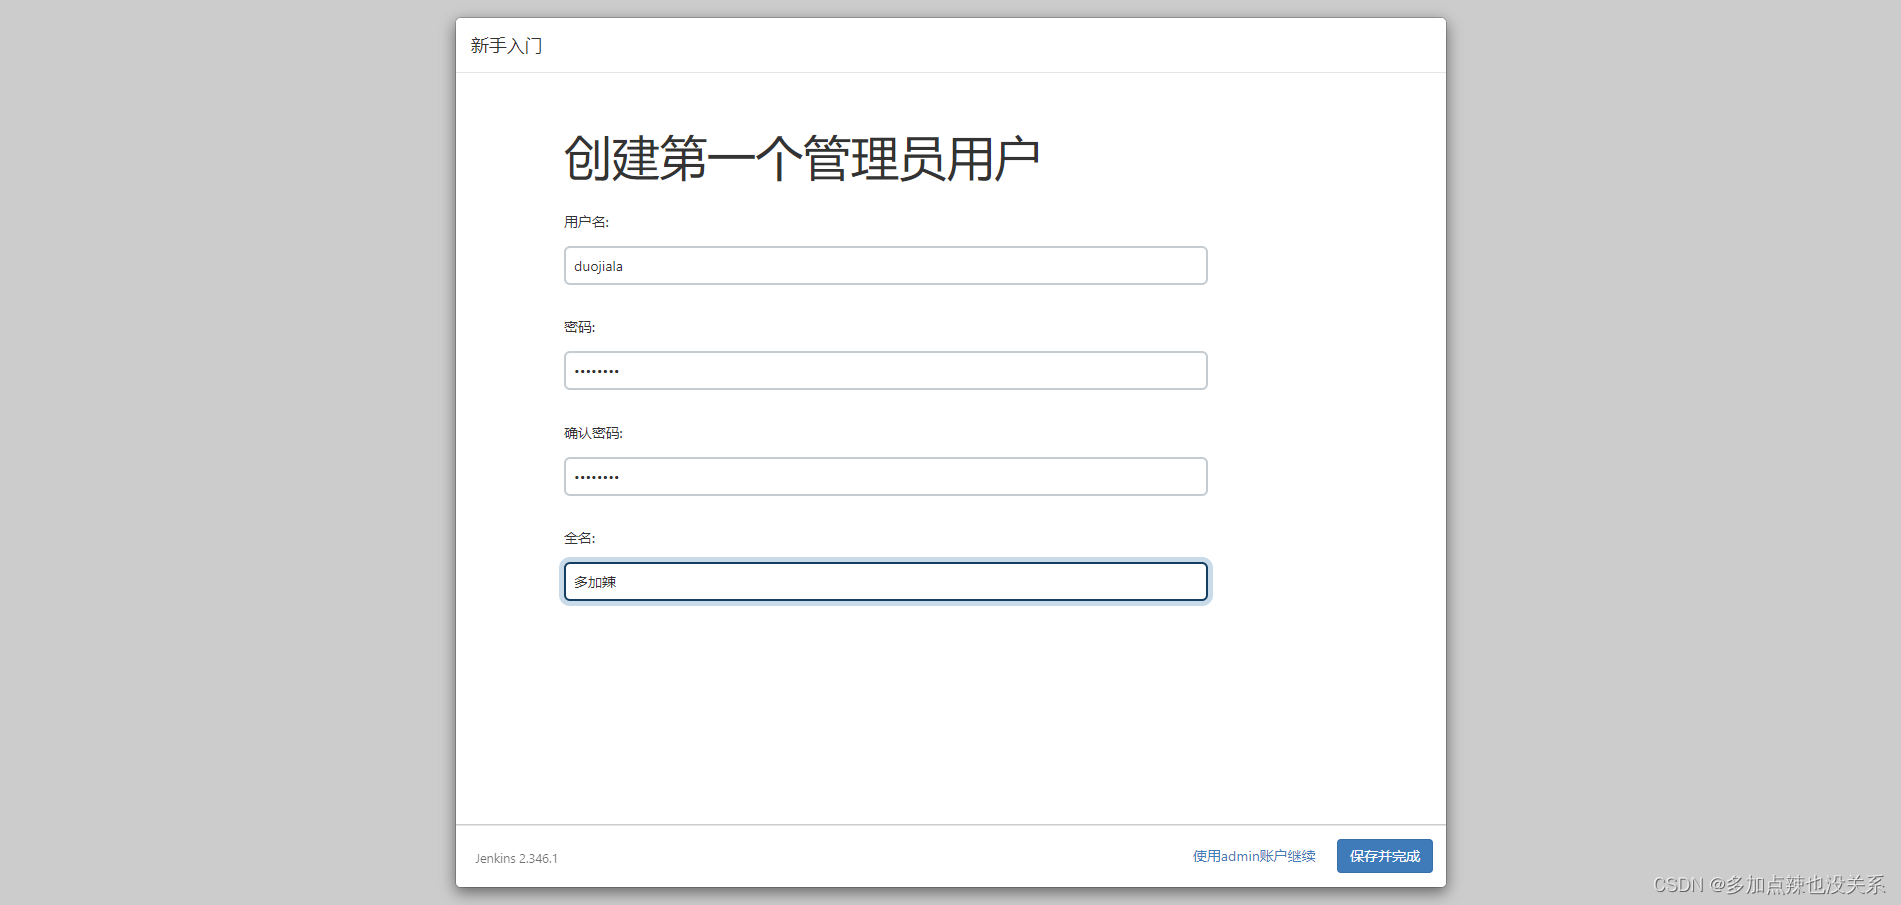 新手入门
创建第一个管理员用户
用户名:
duojiala
密码:
••••••••
确认密码:
••••••••
全名:
多加辣
Jenkins 2.346.1
使用admin账户继续
保存并完成
CSDN @多加点辣也没关系